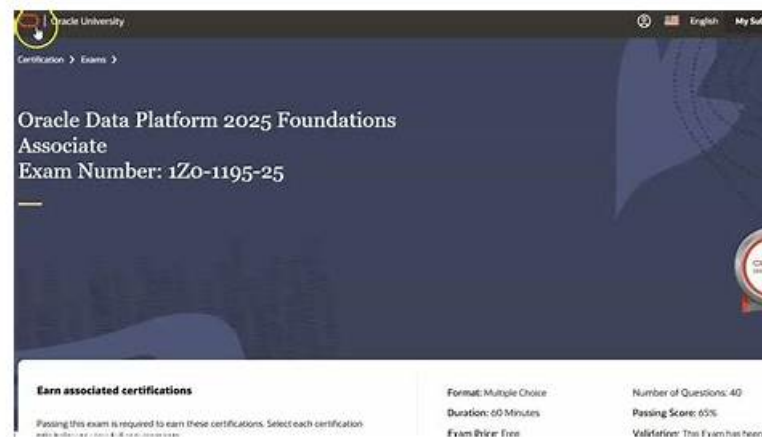 Oracle University
English
My Sul
Certification > Exams >
Oracle Data Platform 2025 Foundations
Associate
Exam Number: 1Z0-1195-25
Earn associated certifications
Passing this exam is required to earn these certifications. Select each certification
Format: Multiple Choice
Duration: 60 Minutes
Exam Price: Free
Number of Questions: 40
Passing Score: 65%
Validation: This Exam has been